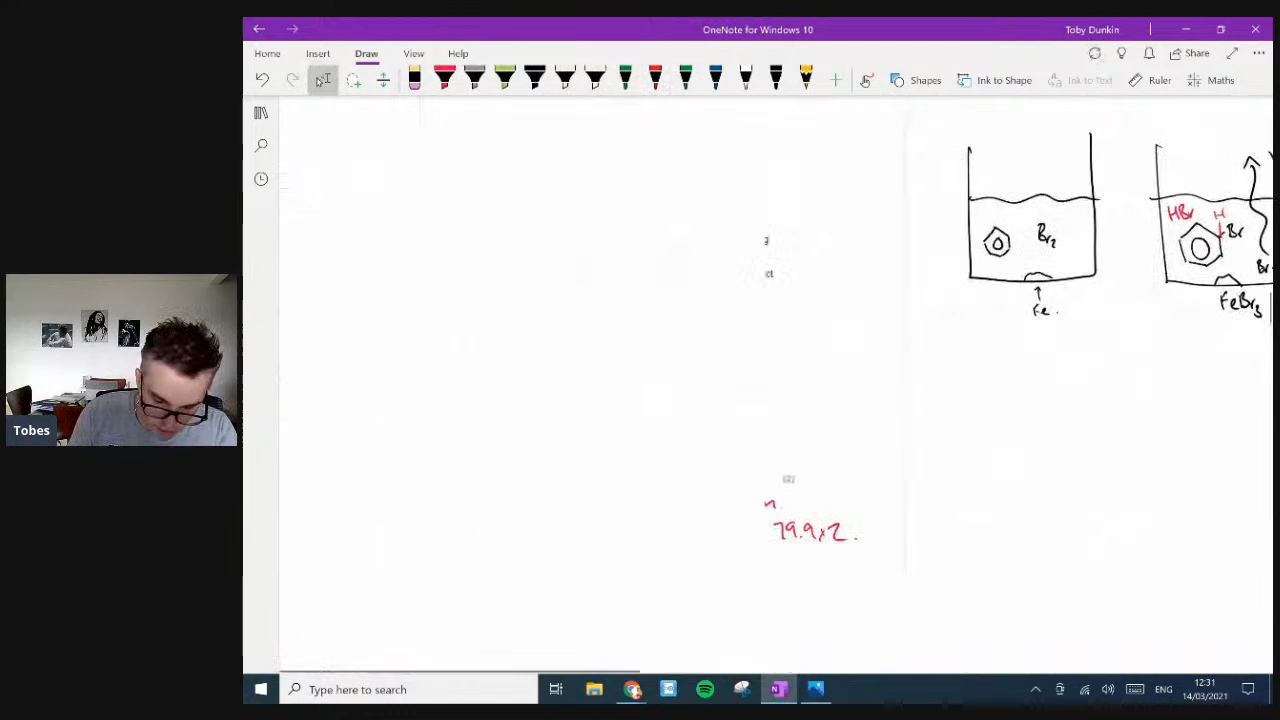 OneNote for Windows 10
Toby Dunkin
Home Insert Draw View Help
Share
Shapes Ink to Shape Ink to Text Ruler Maths
HBr H
Br
Br₂
FeBr₃
Fe.
Tobes
(2)
79.9x2.
Type here to search
ENG
12:31
14/03/2021